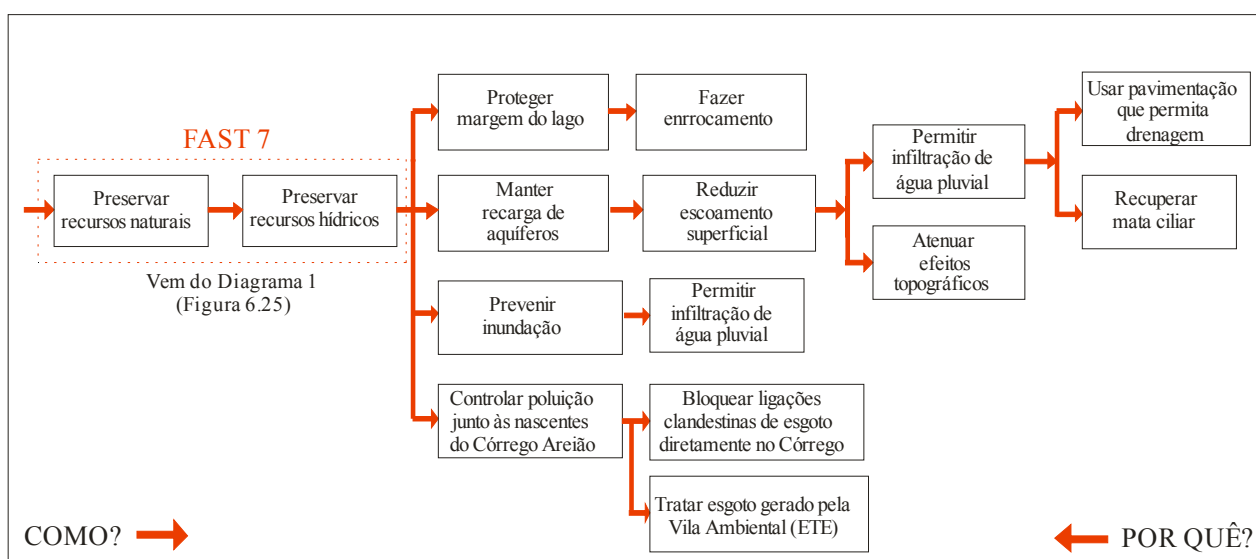 FAST 7
Preservar
recursos naturais
Preservar
recursos hídricos
Vem do Diagrama 1
(Figura 6.25)
Proteger
margem do lago
Fazer
enrrocamento
Manter
recarga de
aquíferos
Reduzir
escoamento
superficial
Permitir
infiltração de
água pluvial
Usar pavimentação
que permita
drenagem
Recuperar
mata ciliar
Atenuar
efeitos
topográficos
Prevenir
inundação
Permitir
infiltração de
água pluvial
Controlar poluição
junto às nascentes
do Córrego Areião
Bloquear ligações
clandestinas de esgoto
diretamente no Córrego
Tratar esgoto gerado pela
Vila Ambiental (ETE)
COMO?
POR QUÊ?